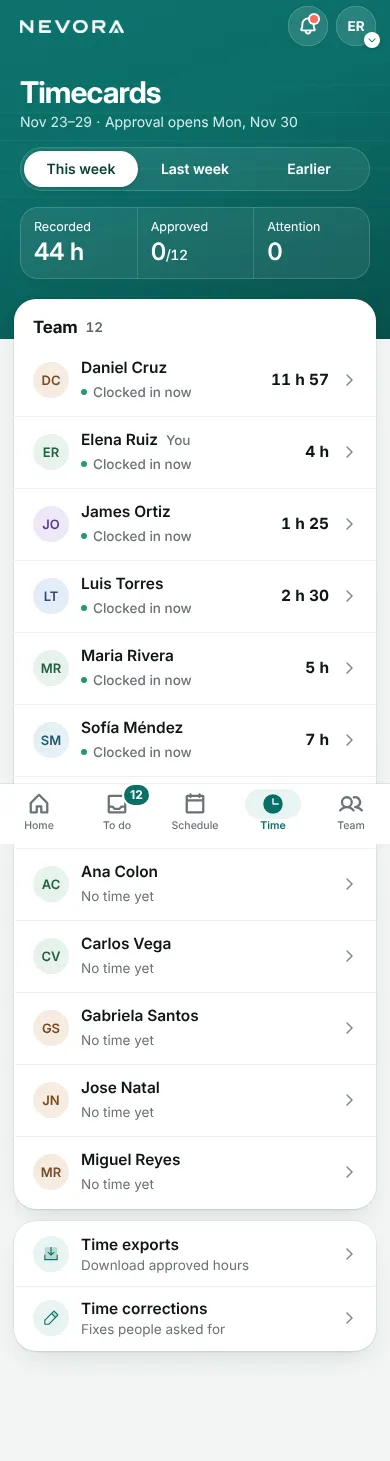 NEVORA
ER
Timecards
Nov 23–29 · Approval opens Mon, Nov 30
This week
Last week
Earlier
Recorded
44 h
Approved
0/12
Attention
0
Team 12
DC
Daniel Cruz
Clocked in now
11 h 57
ER
Elena Ruiz You
Clocked in now
4 h
JO
James Ortiz
Clocked in now
1 h 25
LT
Luis Torres
Clocked in now
2 h 30
MR
Maria Rivera
Clocked in now
5 h
SM
Sofía Méndez
Clocked in now
7 h
Home
12
To do
Schedule
Time
Team
AC
Ana Colon
No time yet
CV
Carlos Vega
No time yet
GS
Gabriela Santos
No time yet
JN
Jose Natal
No time yet
MR
Miguel Reyes
No time yet
Time exports
Download approved hours
Time corrections
Fixes people asked for